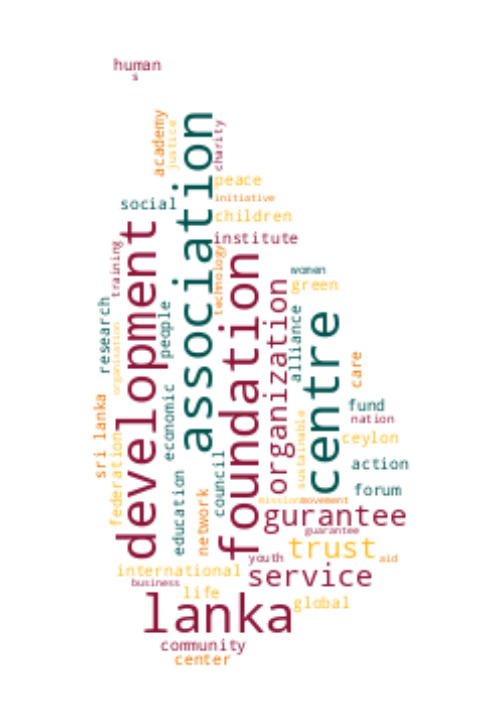 human
s
academy
justice
association
charity
peace
initiative
social
children
development
institute
training
technology
foundation
women
green
organization
research
people
alliance
centre
organisation
care
economic
sri lanka
fund
nation
sustainable
federation
ceylon
council
action
education
network
forum
mission
movement
gurantee
guarantee
trust
youth
aid
international
service
business
life
lanka
global
community
center